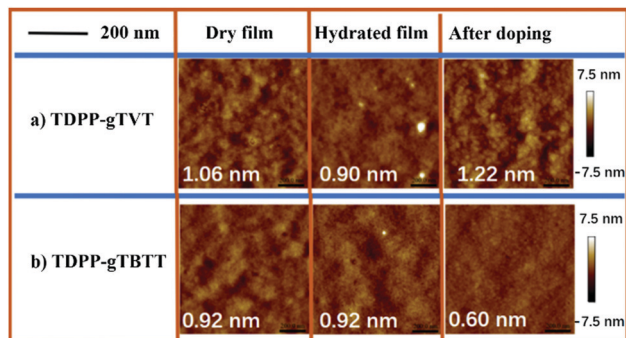 200 nm Dry film Hydrated film After doping
a) TDPP-gTVT 1.06 nm 0.90 nm 1.22 nm 7.5 nm -7.5 nm
b) TDPP-gTBTT 0.92 nm 0.92 nm 0.60 nm 7.5 nm -7.5 nm